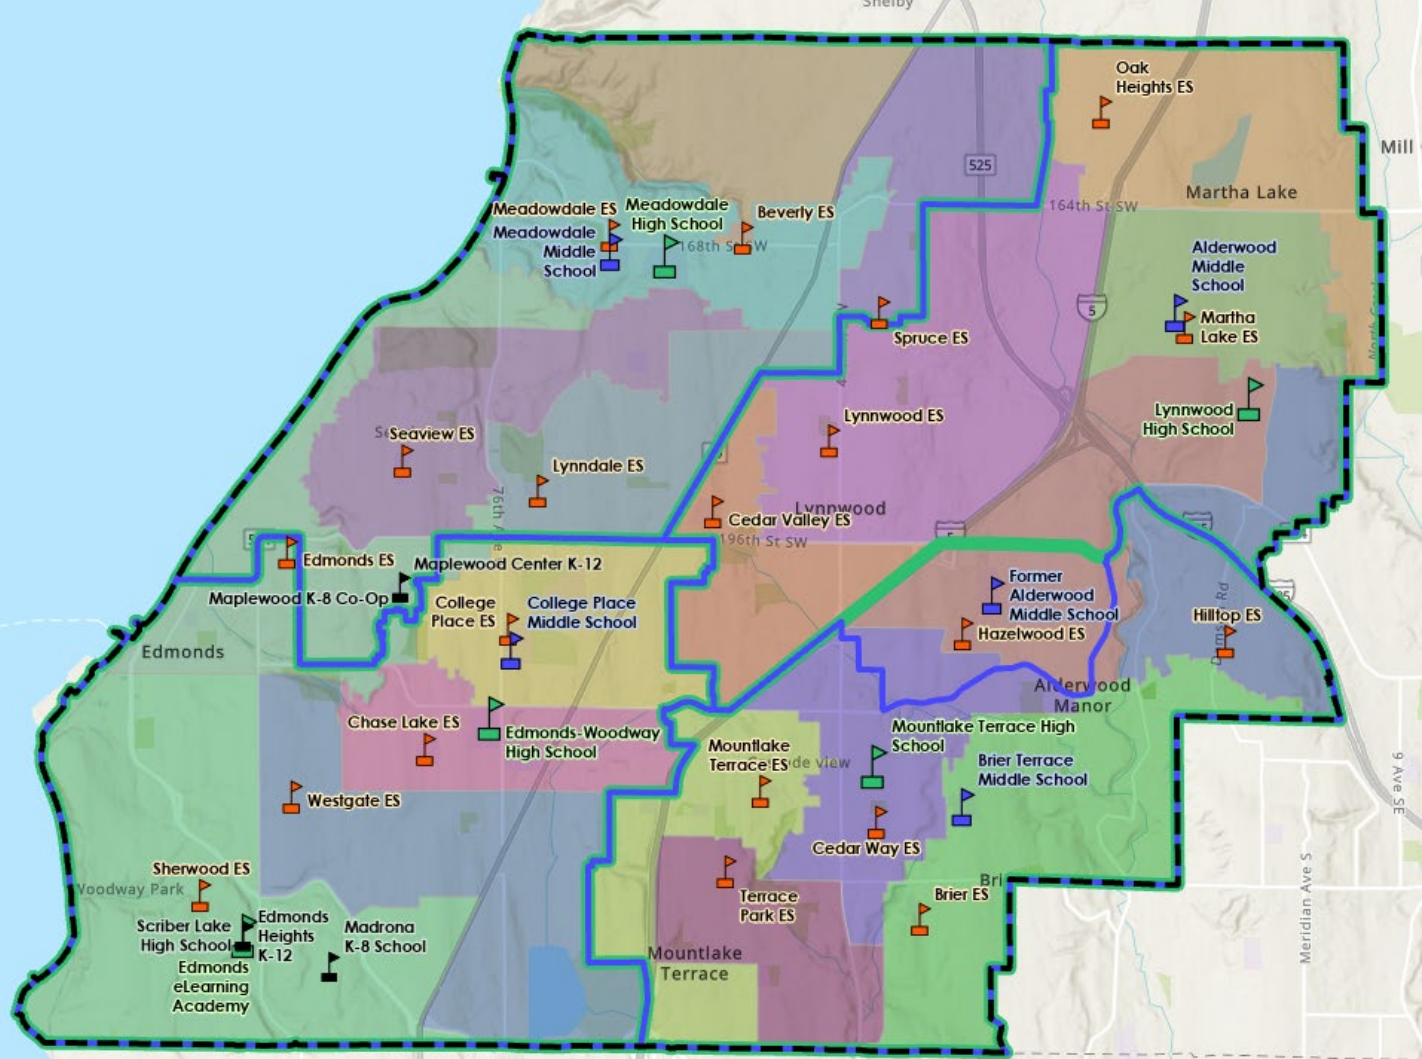 Shelby
Oak
Heights ES
525
Mill
Martha Lake
164th St SW
Meadowdale ES
Meadowdale
High School
Beverly ES
Meadowdale
Middle
School
168th St SW
Alderwood
Middle
School
5
Martha
Lake ES
Spruce ES
Lynnwood ES
Lynnwood
High School
Seaview ES
Lynndale ES
Lynnwood
Cedar Valley ES
196th St SW
76th
Edmonds ES
Maplewood Center K-12
Maplewood K-8 Co-Op
College
Place ES
College Place
Middle School
Former
Alderwood
Middle School
Hazelwood ES
Hilltop ES
Edmonds
Alderwood
Manor
Chase Lake ES
Edmonds-Woodway
High School
Mountlake Terrace High
School
Mountlake
Terrace ES
view
Brier Terrace
Middle School
Westgate ES
Cedar Way ES
9 Ave SE
Sherwood ES
Woodway Park
Bri
Brier ES
Terrace
Park ES
Scriber Lake
High School
Edmonds
Heights
K-12
Madrona
K-8 School
Edmonds
eLearning
Academy
Mountlake
Terrace
Meridian Ave S